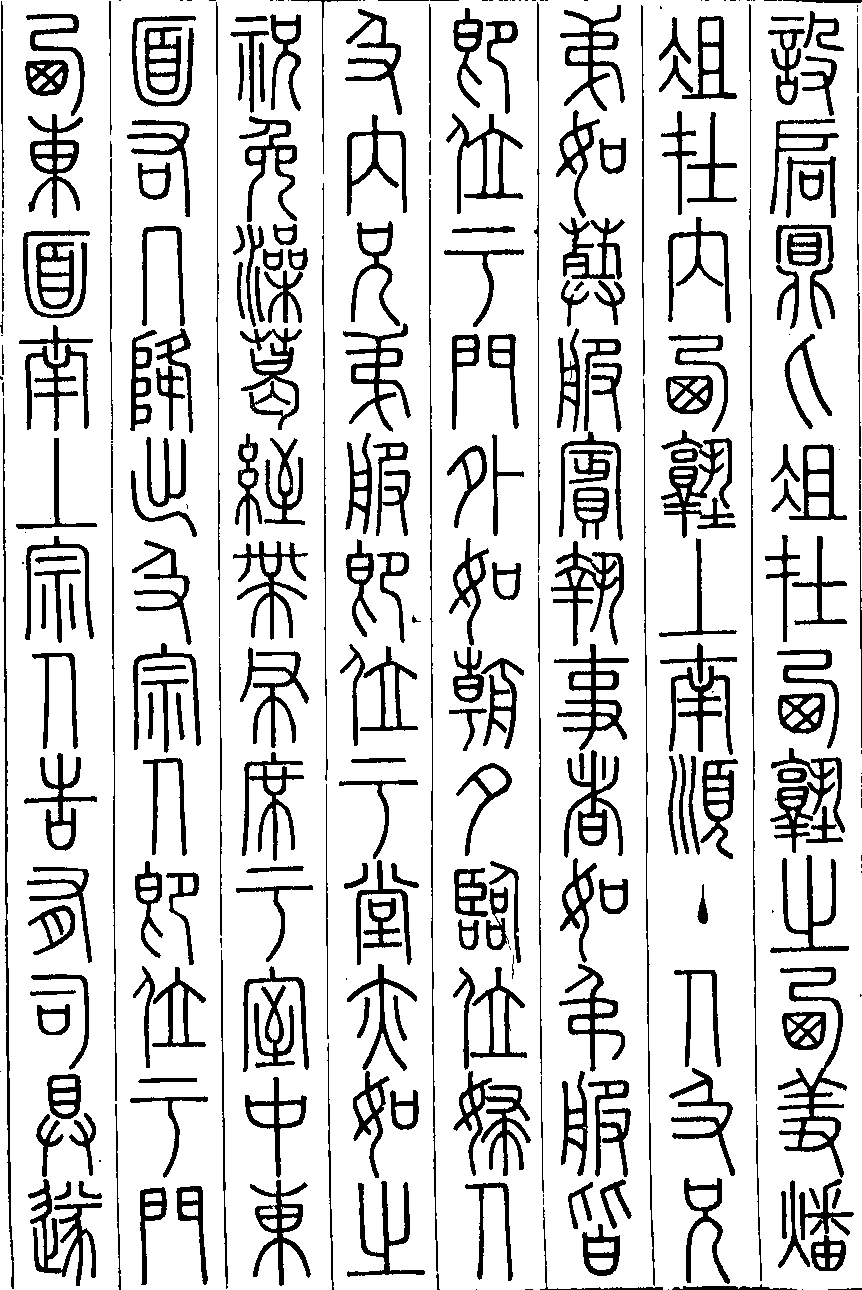 設扃鼏匕俎在西塾之西羞燔
俎在內西塾上南順主人及兄
弟如葬服賓執事者如弔服皆
即位于門外如朝夕臨位婦人
及內兄弟服即位于堂亦如之
祝免澡葛絰帶布席于室中東
面右几降出及宗人即位于門
西東面南上宗人告有司具遂